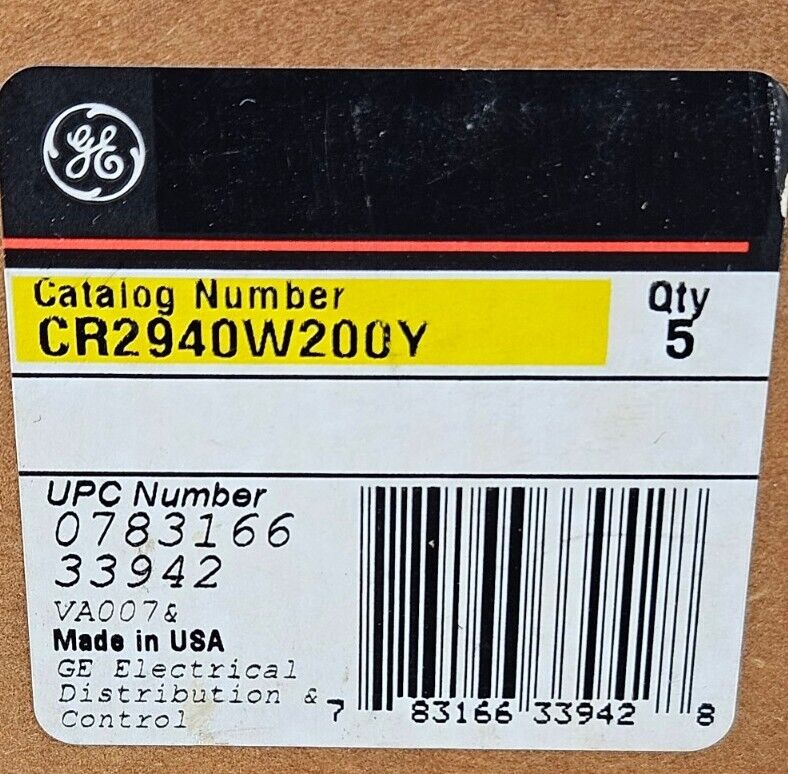 GE
Catalog Number
CR2940W200Y
Qty
5
UPC Number
0783166
33942
VA007&
Made in USA
GE Electrical
Distribution &
Control
7 83166 33942 8